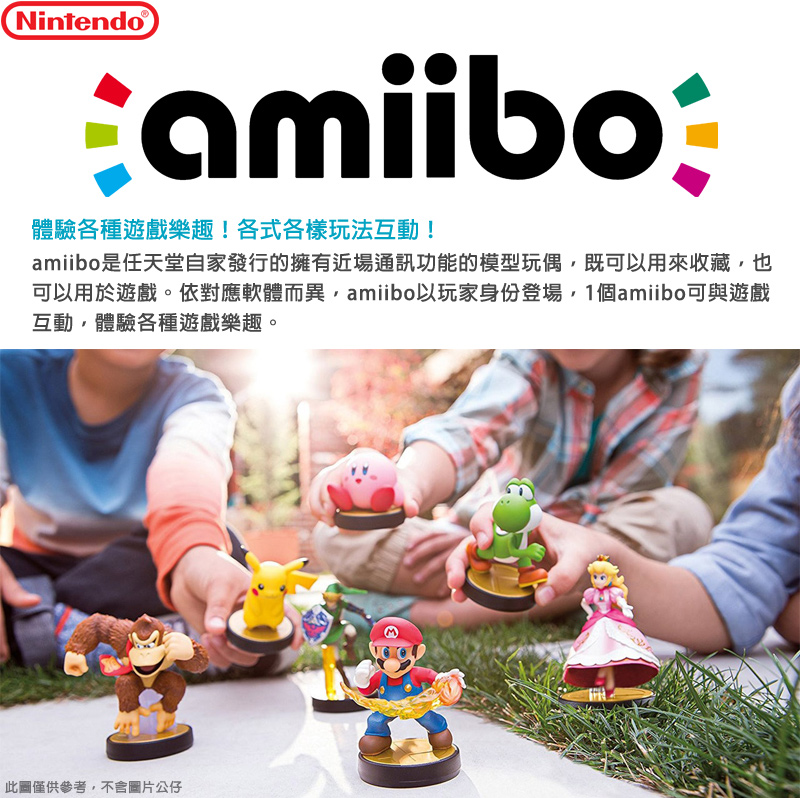 Nintendo®
amiibo
體驗各種遊戲樂趣！各式各樣玩法互動！
amiibo是任天堂自家發行的擁有近場通訊功能的模型玩偶，既可以用來收藏，也
可以用於遊戲。依對應軟體而異，amiibo以玩家身份登場，1個amiibo可與遊戲
互動，體驗各種遊戲樂趣。
M
此圖僅供參考，不含圖片公仔